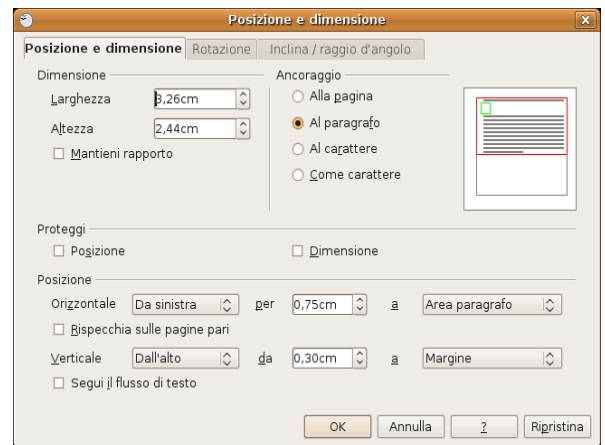 Posizione e dimensione
Posizione e dimensione Rotazione Inclina / raggio d'angolo
Dimensione
Larghezza 3,26cm
Altezza 2,44cm
Mantieni rapporto
Ancoraggio
Alla pagina
Al paragrafo
Al carattere
Come carattere
Proteggi
Posizione Dimensione
Posizione
Orizzontale Da sinistra per 0,75cm a Area paragrafo
Rispecchia sulle pagine pari
Verticale Dall'alto da 0,30cm a Margine
Segui il flusso di testo
OK Annulla ? Ripristina